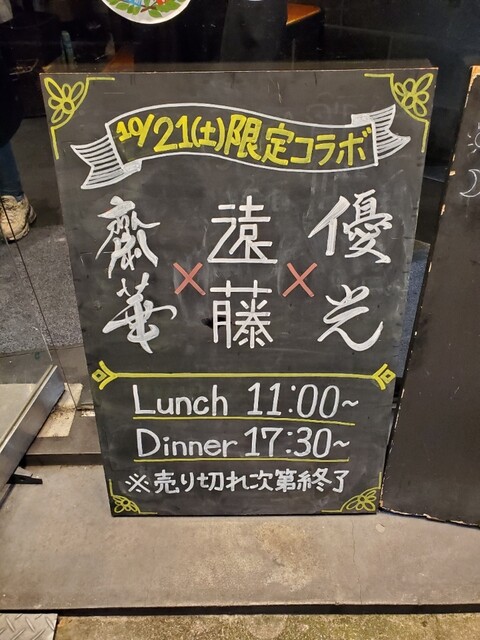 10/21(土)限定コラボ
優光×遠藤×齋華
Lunch 11:00~
Dinner 17:30~
※売り切れ次第終了